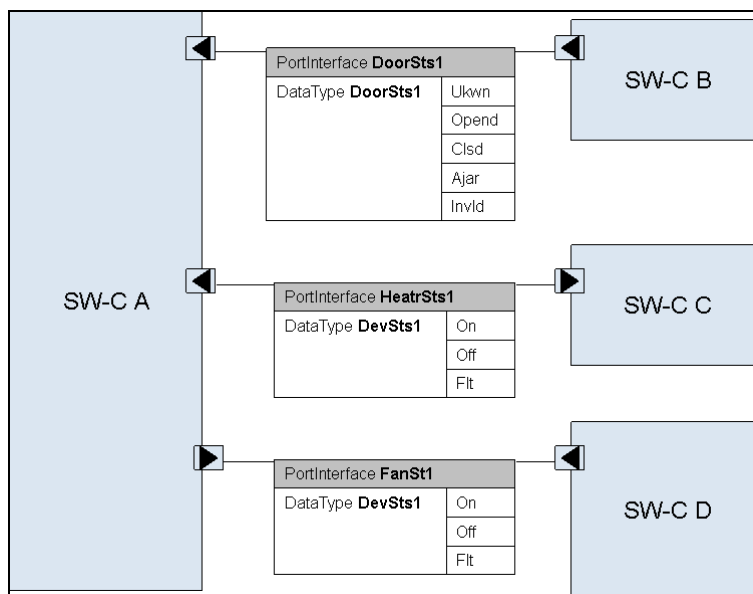 PortInterface DoorSts1
DataType DoorSts1
Ukwn
Opend
Clsd
Ajar
Invld
SW-C B
SW-C A
PortInterface HeatrSts1
DataType DevSts1
On
Off
Flt
SW-C C
PortInterface FanSt1
DataType DevSts1
On
Off
Flt
SW-C D